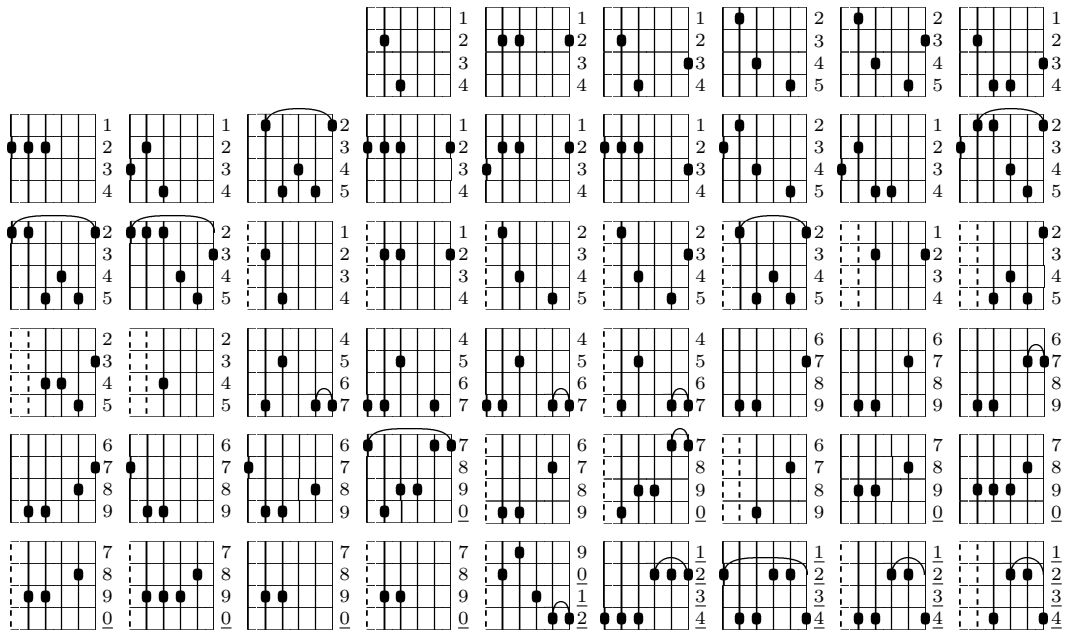 1 1 1 2 2 1
2 2 2 3 3 2
3 3 3 4 4 3
4 4 4 5 5 4
1 1 2 1 1 1 2 1 2
2 2 3 2 2 2 3 2 3
3 3 4 3 3 3 4 3 4
4 4 5 4 4 4 5 4 5
2 2 1 1 2 2 2 1 2
3 3 2 2 3 3 3 2 3
4 4 3 3 4 4 4 3 4
5 5 4 4 5 5 5 4 5
2 2 4 4 4 4 6 6 6
3 3 5 5 5 5 7 7 7
4 4 6 6 6 6 8 8 8
5 5 7 7 7 7 9 9 9
6 6 6 7 6 7 6 7 7
7 7 7 8 7 8 7 8 8
8 8 8 9 8 9 8 9 9
9 9 9 0 9 0 9 0 0
7 7 7 7 9 1 1 1 1
8 8 8 8 0 2 2 2 2
9 9 9 9 1 3 3 3 3
0 0 0 0 2 4 4 4 4